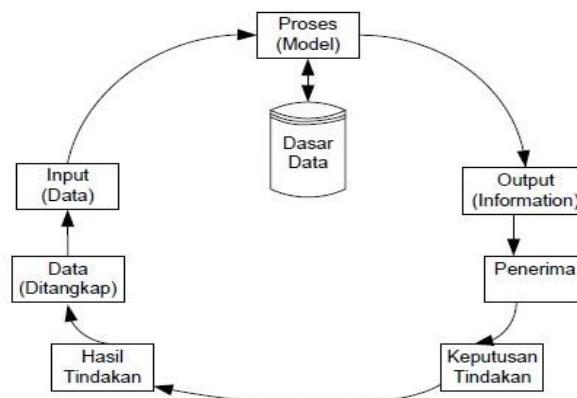 Proses
(Model)
Dasar
Data
Input
(Data)
Output
(Information)
Data
(Ditangkap)
Penerima
Hasil
Tindakan
Keputusan
Tindakan